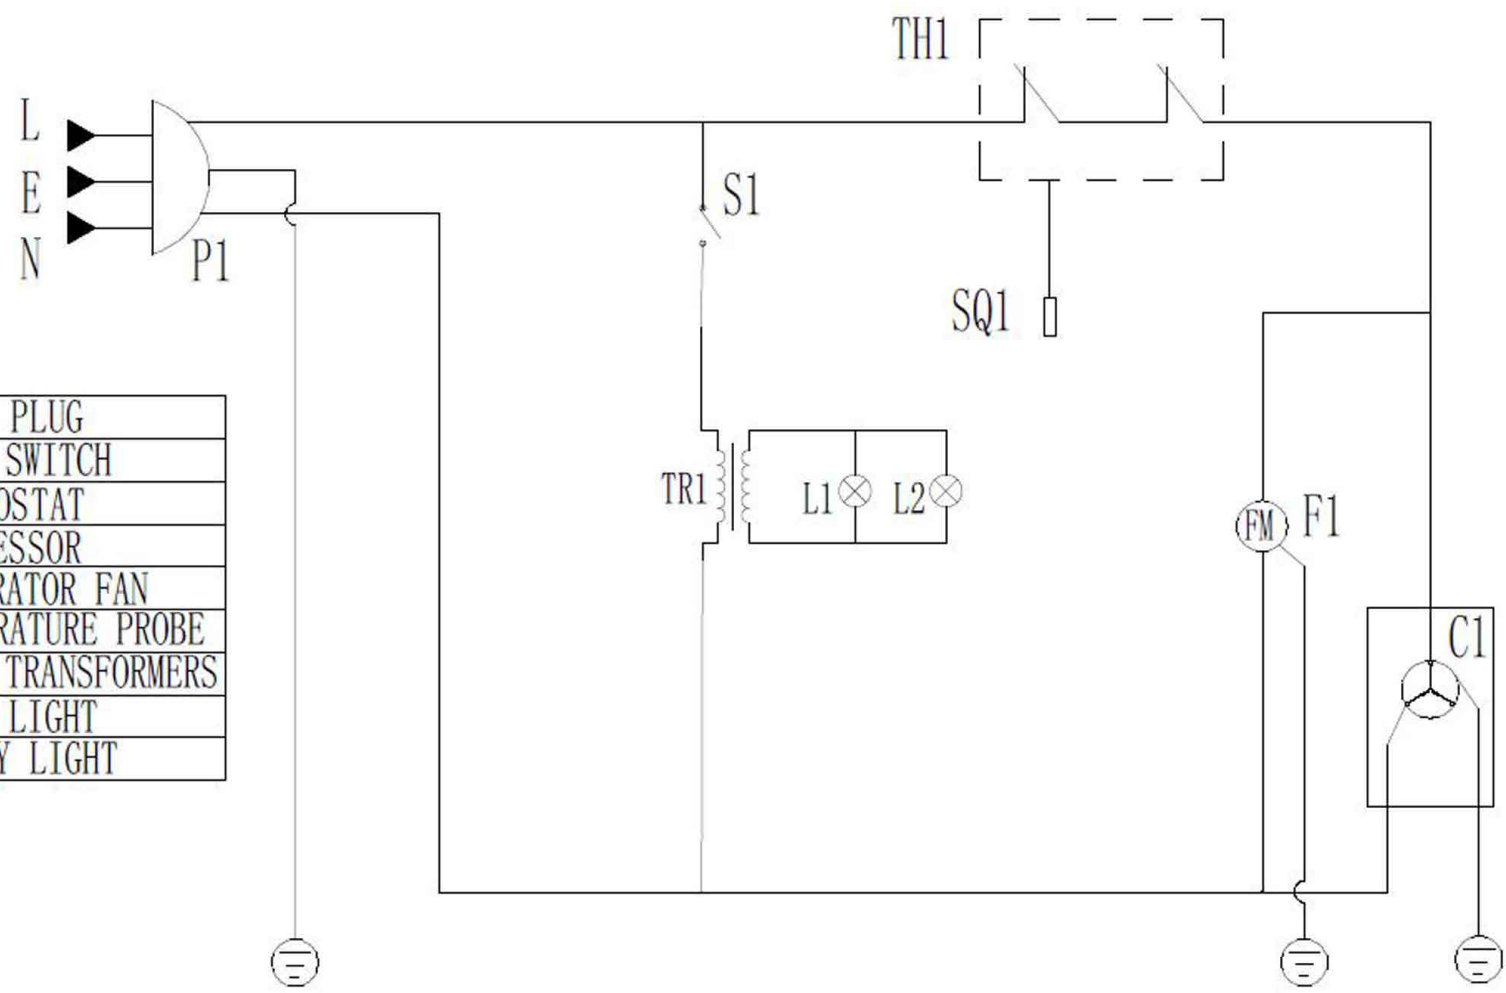 TH1
L
E
N
P1
S1
SQ1
PLUG
SWITCH
OSTAT
ESSOR
RATOR FAN
RATURE PROBE
TRANSFORMERS
LIGHT
Y LIGHT
TR1
L1
L2
FM
F1
C1